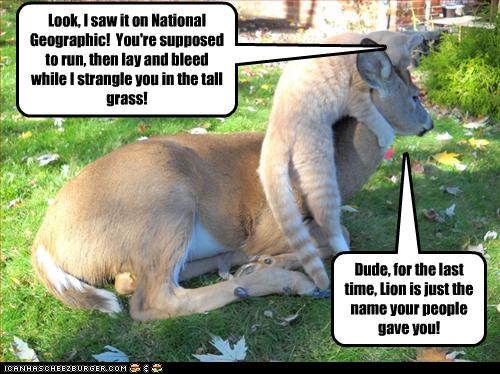 Look, I saw it on National
Geographic!  You're supposed
to run, then lay and bleed
while I strangle you in the tall
grass!
Dude, for the last
time, Lion is just the
name your people
gave you!
ICANHASCHEEZBURGER.COM